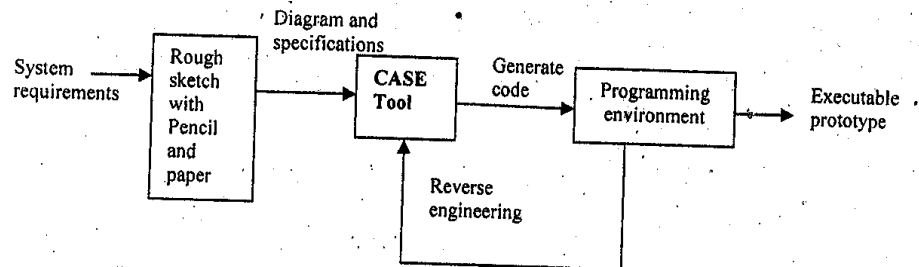 System
requirements
Rough
sketch
with
Pencil
and
paper
Diagram and
specifications
CASE
Tool
Generate
code
Programming
environment
Executable
prototype
Reverse
engineering